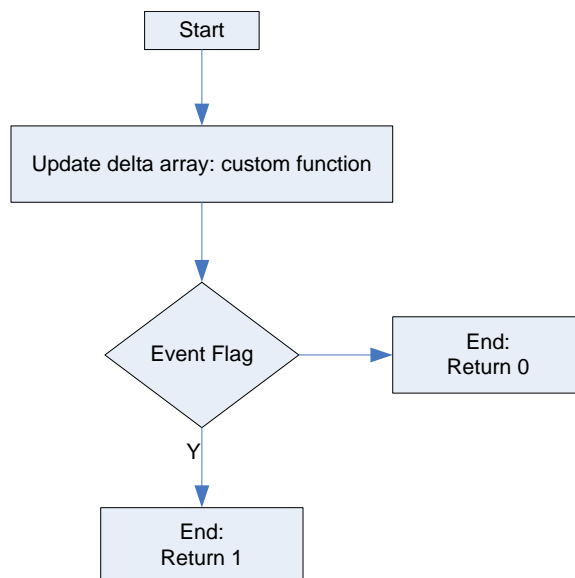 Start
Update delta array: custom function
Event Flag
End:
Return 0
Y
End:
Return 1